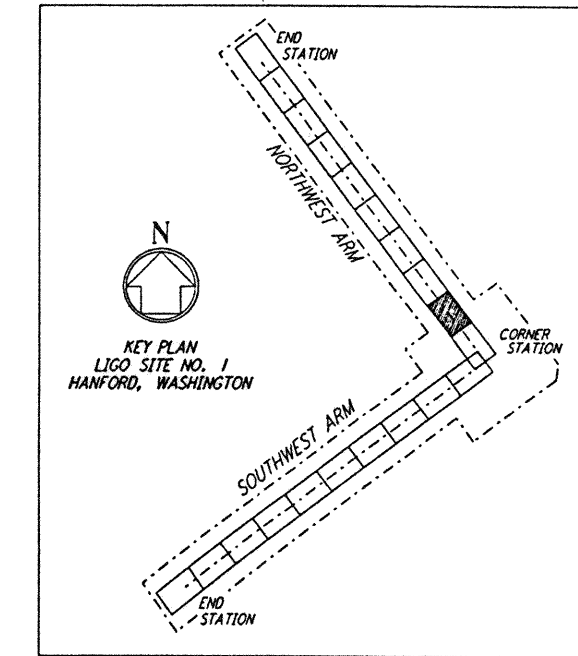 END
STATION
NORTHWEST ARM
N
KEY PLAN
LIGO SITE NO. 1
HANFORD, WASHINGTON
CORNER
STATION
SOUTHWEST ARM
END
STATION